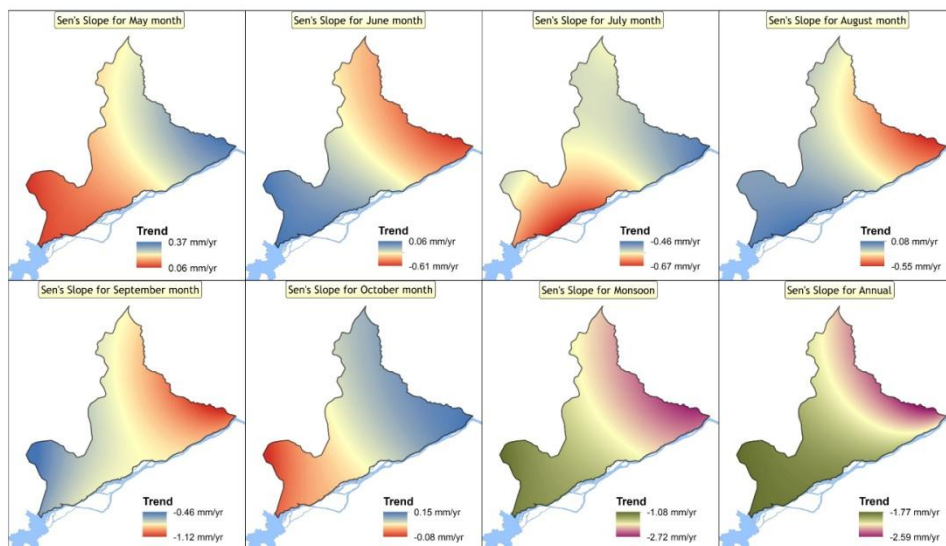 Sen's Slope for May month
Trend
0.37 mm/yr
0.06 mm/yr
Sen's Slope for June month
Trend
0.06 mm/yr
-0.61 mm/yr
Sen's Slope for July month
Trend
-0.46 mm/yr
-0.67 mm/yr
Sen's Slope for August month
Trend
0.08 mm/yr
-0.55 mm/yr
Sen's Slope for September month
Trend
-0.46 mm/yr
-1.12 mm/yr
Sen's Slope for October month
Trend
0.15 mm/yr
-0.08 mm/yr
Sen's Slope for Monsoon
Trend
-1.08 mm/yr
-2.72 mm/yr
Sen's Slope for Annual
Trend
-1.77 mm/yr
-2.59 mm/yr